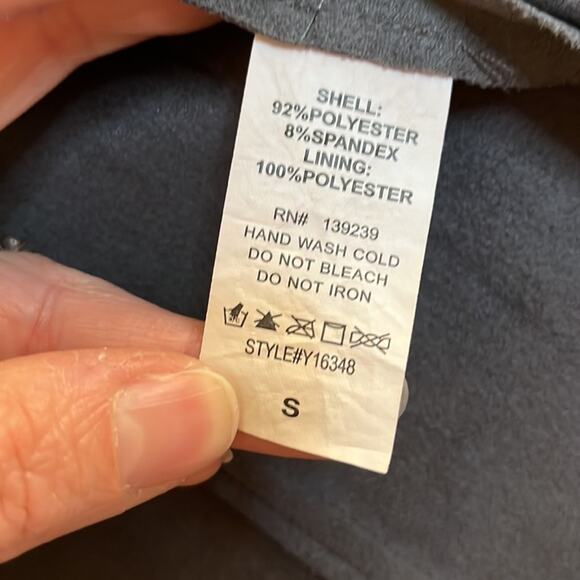 SHELL:
92%POLYESTER
8%SPANDEX
LINING:
100%POLYESTER
RN# 139239
HAND WASH COLD
DO NOT BLEACH
DO NOT IRON
STYLE#Y16348
S